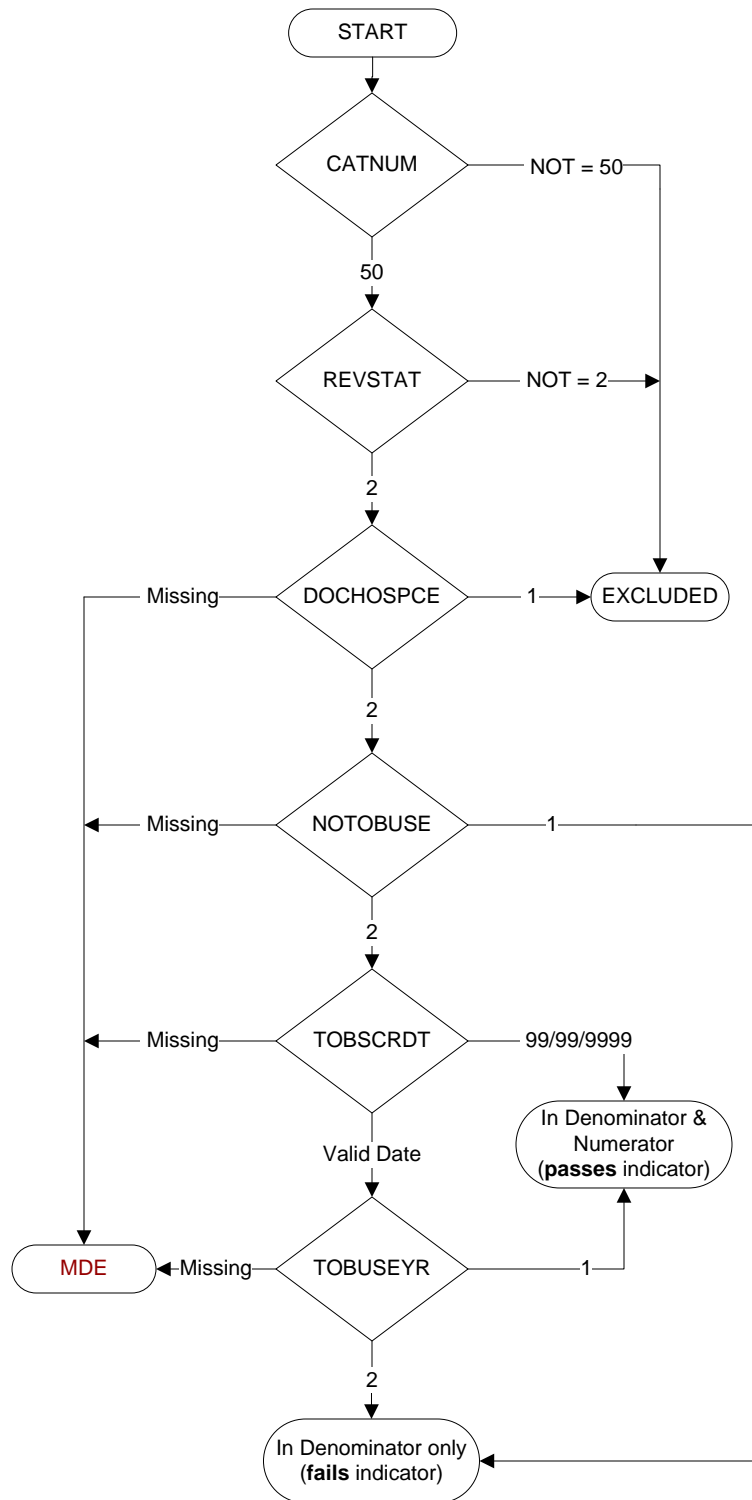 START
CATNUM
NOT = 50
50
REVSTAT
NOT = 2
2
Missing
DOCHOSPCE
1
EXCLUDED
2
Missing
NOTOBUSE
1
2
Missing
TOBSCRDT
99/99/9999
In Denominator &
Numerator
(passes indicator)
Valid Date
MDE
Missing
TOBUSEYR
1
2
In Denominator only
(fails indicator)